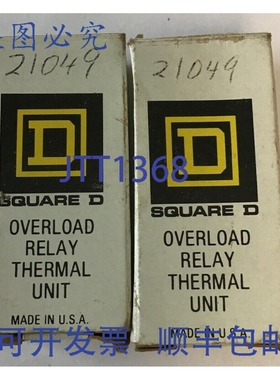 盗图必究
21049
21049
D
D
JTT1368
SQUARE D
SQUARE D
OVERLOAD
RELAY
THERMAL
UNIT
OVERLOAD
RELAY
THERMAL
UNIT
MADE IN U.S.A.
MADE IN U.S.A.
可开发票 顺丰包邮